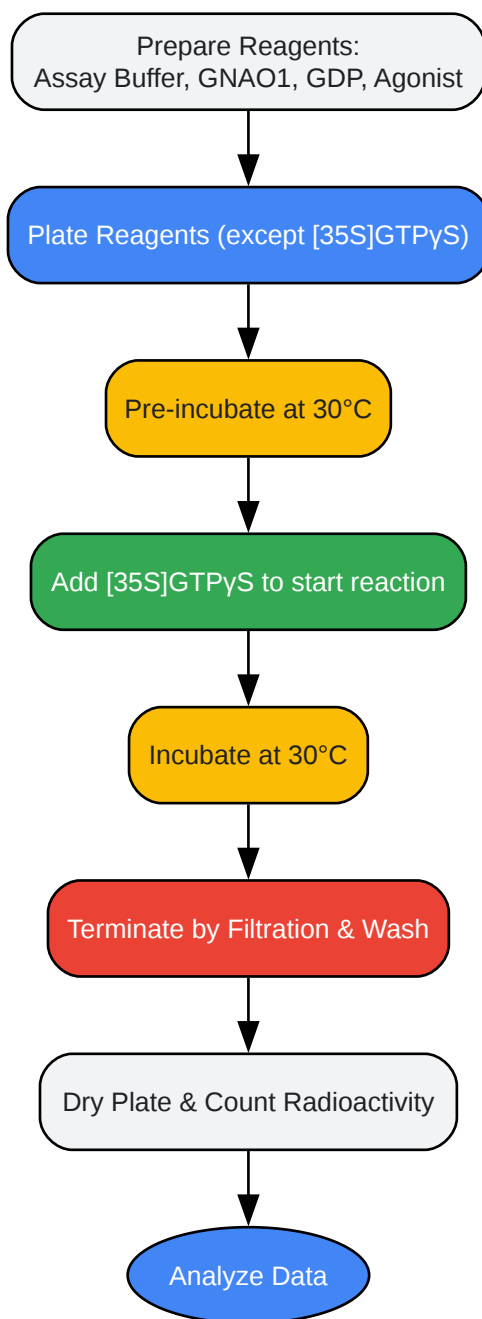 Prepare Reagents:
Assay Buffer, GNAO1, GDP, Agonist
Plate Reagents (except [35S]GTPγS)
Pre-incubate at 30°C
Add [35S]GTPγS to start reaction
Incubate at 30°C
Terminate by Filtration & Wash
Dry Plate & Count Radioactivity
Analyze Data